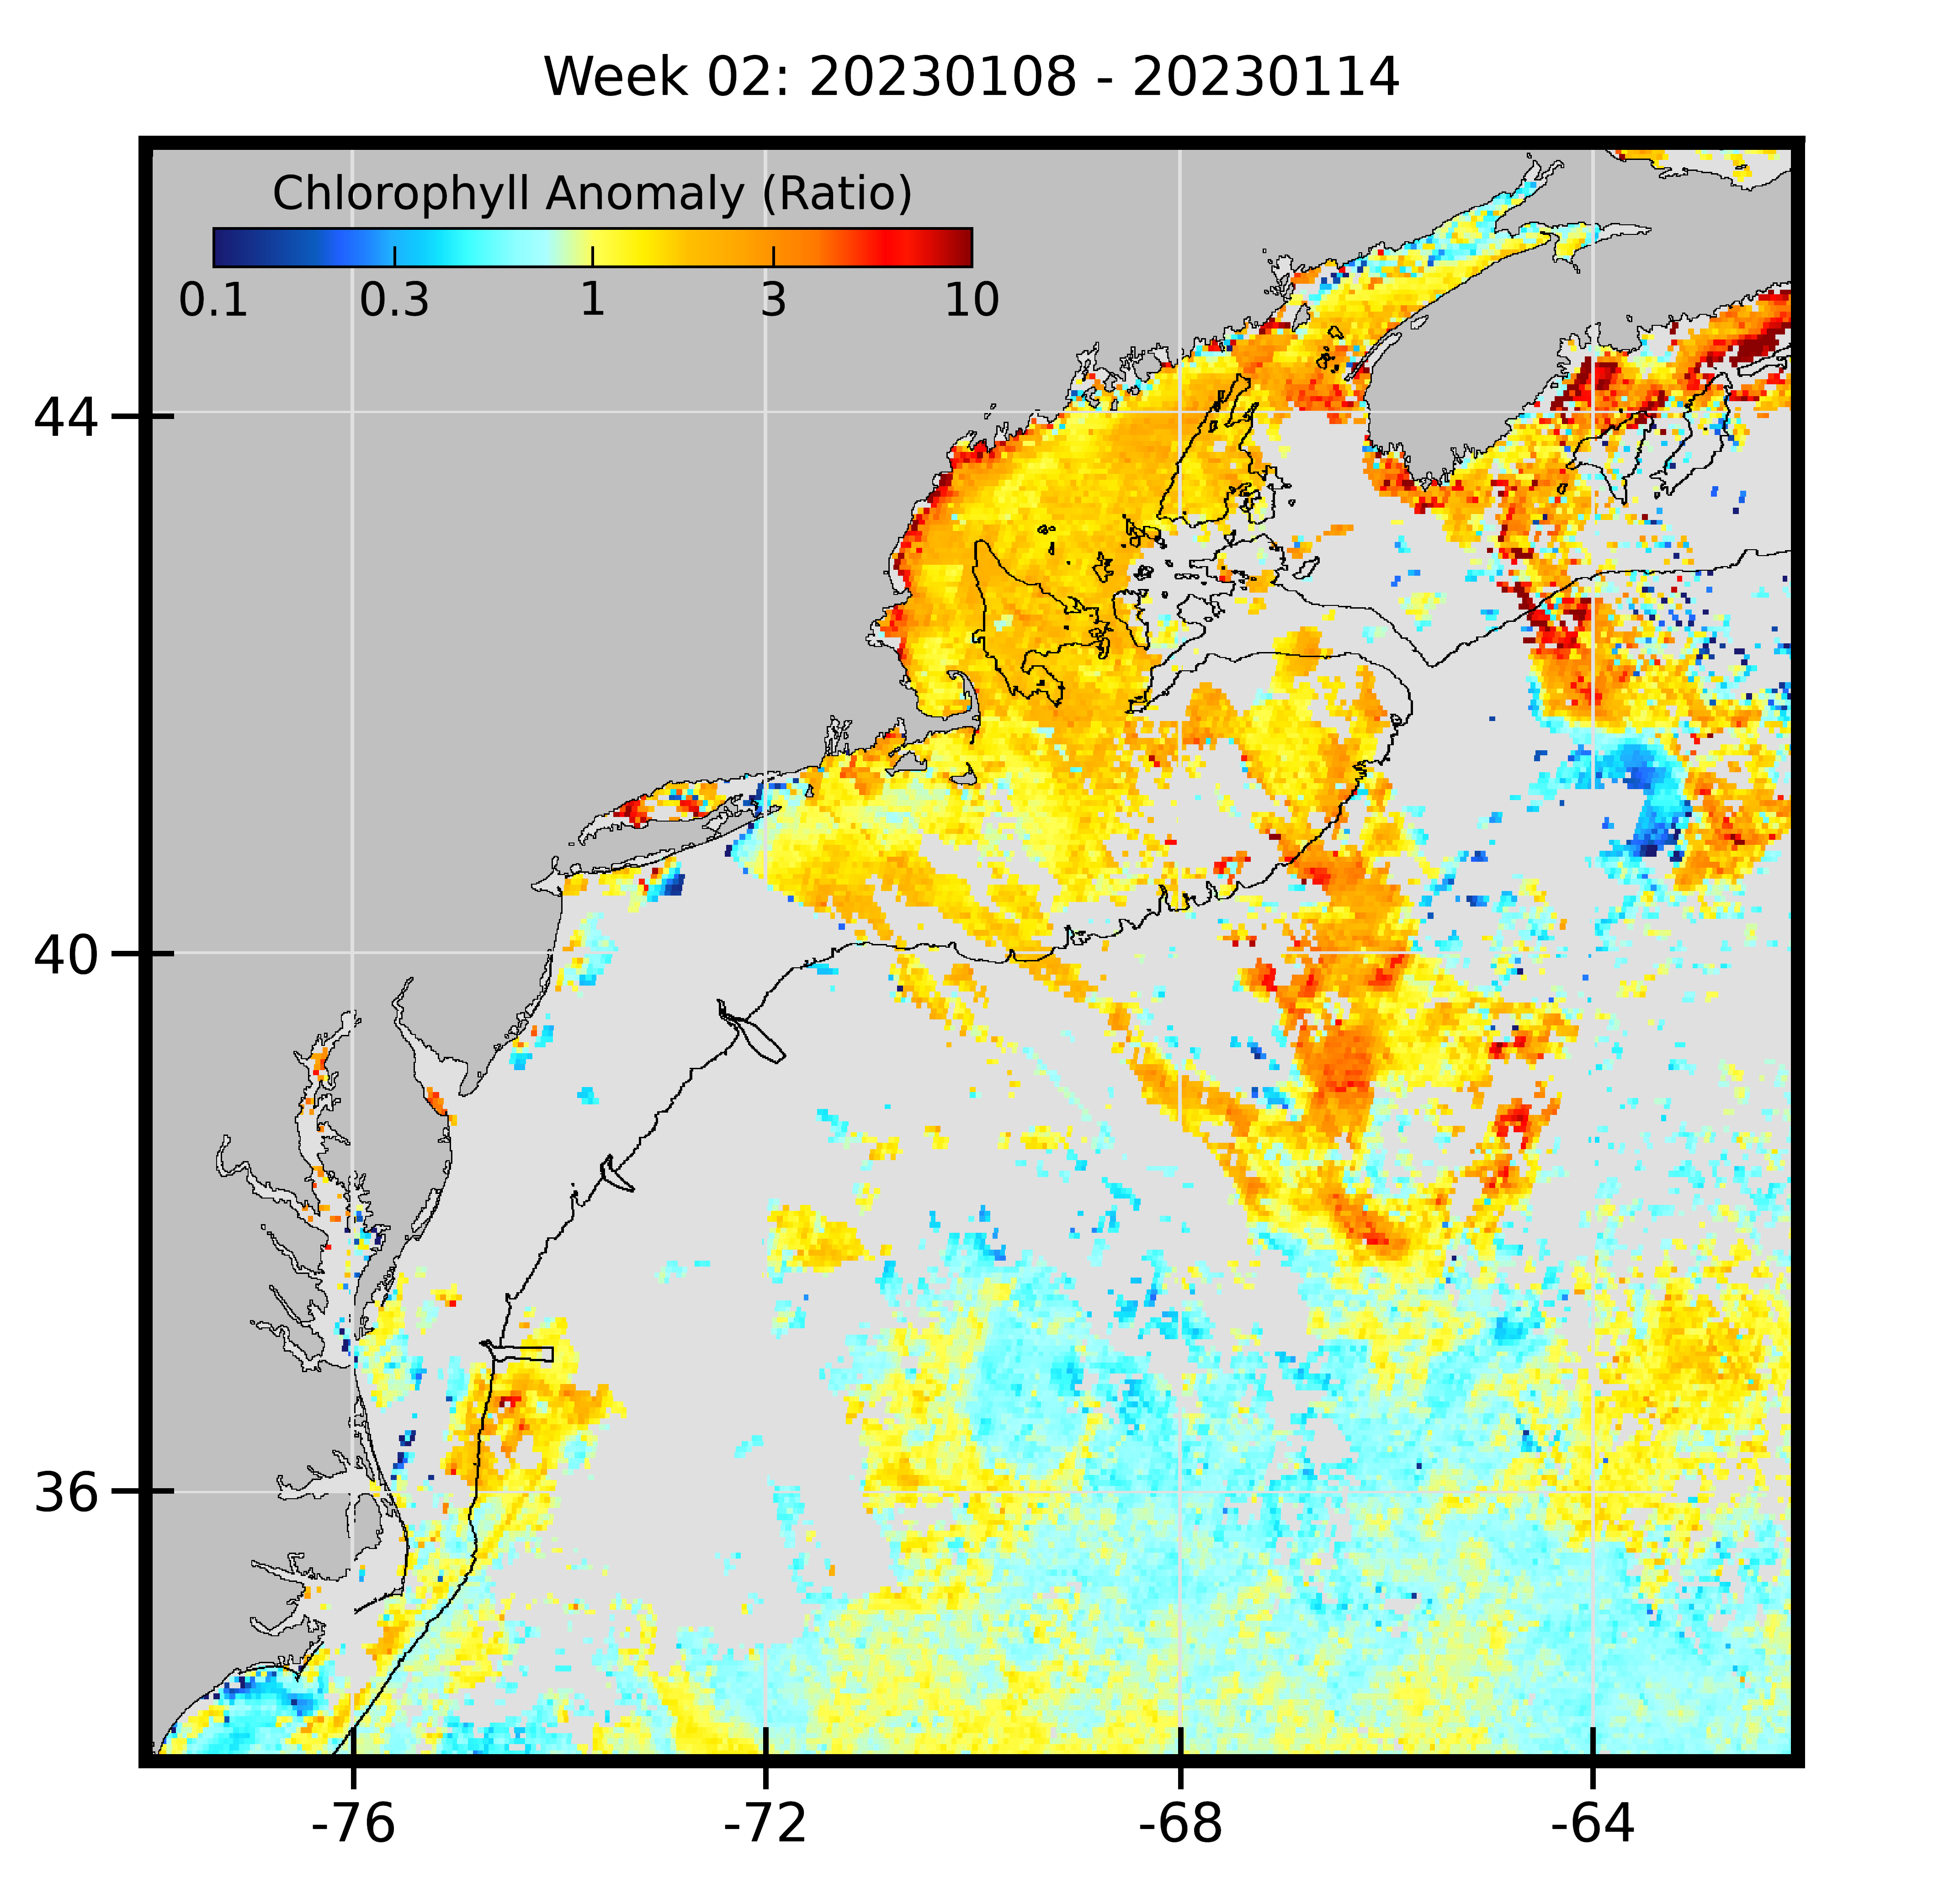 Week 02: 20230108 - 20230114
Chlorophyll Anomaly (Ratio)
0.1 0.3 1 3 10
44
40
36
-76 -72 -68 -64